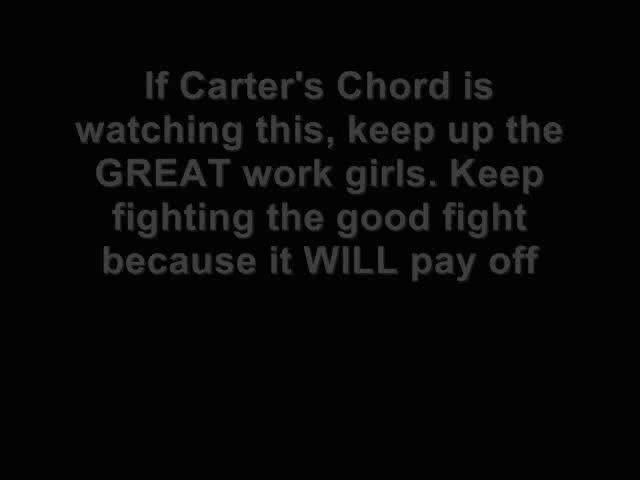 If Carter's Chord is
watching this, keep up the
GREAT work girls. Keep
fighting the good fight
because it WILL pay off